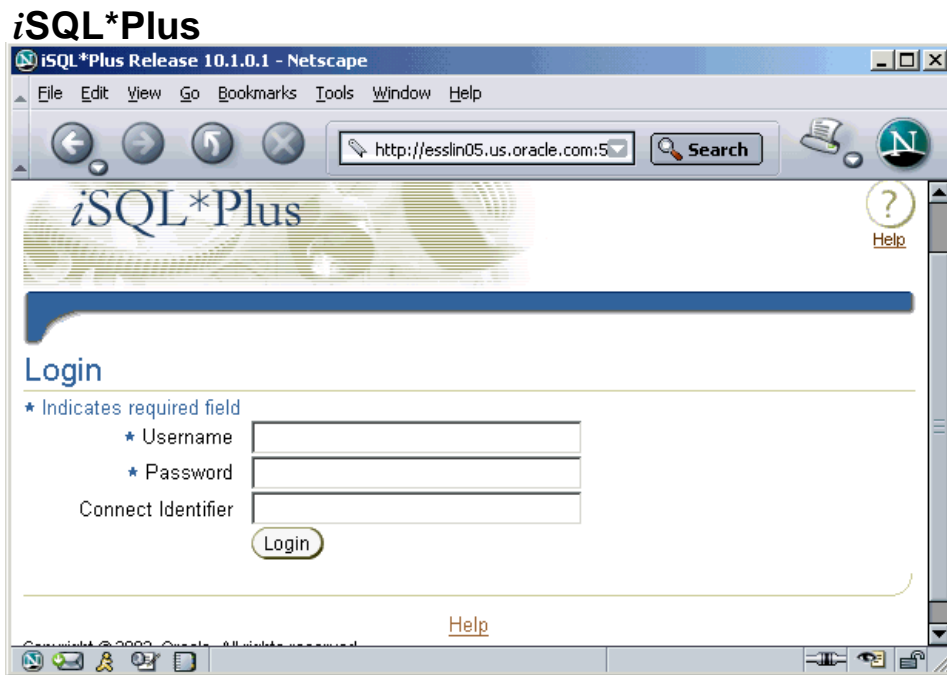 iSQL*Plus
iSQL*Plus Release 10.1.0.1 - Netscape
File Edit View Go Bookmarks Tools Window Help
http://esslin05.us.oracle.com:5 Search N
iSQL*Plus
?
Help
Login
* Indicates required field
* Username
* Password
Connect Identifier
Login
Help